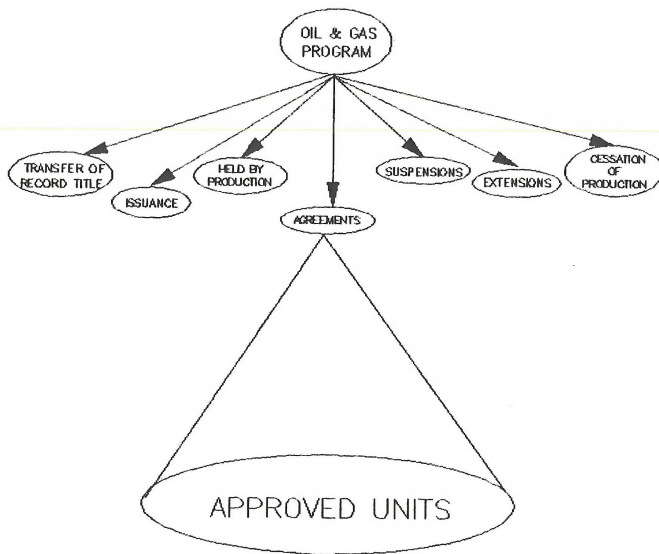 OIL & GAS
PROGRAM
TRANSFER OF
RECORD TITLE
ISSUANCE
HELD BY
PRODUCTION
AGREEMENTS
SUSPENSIONS
EXTENSIONS
CESSATION
OF
PRODUCTION
APPROVED UNITS